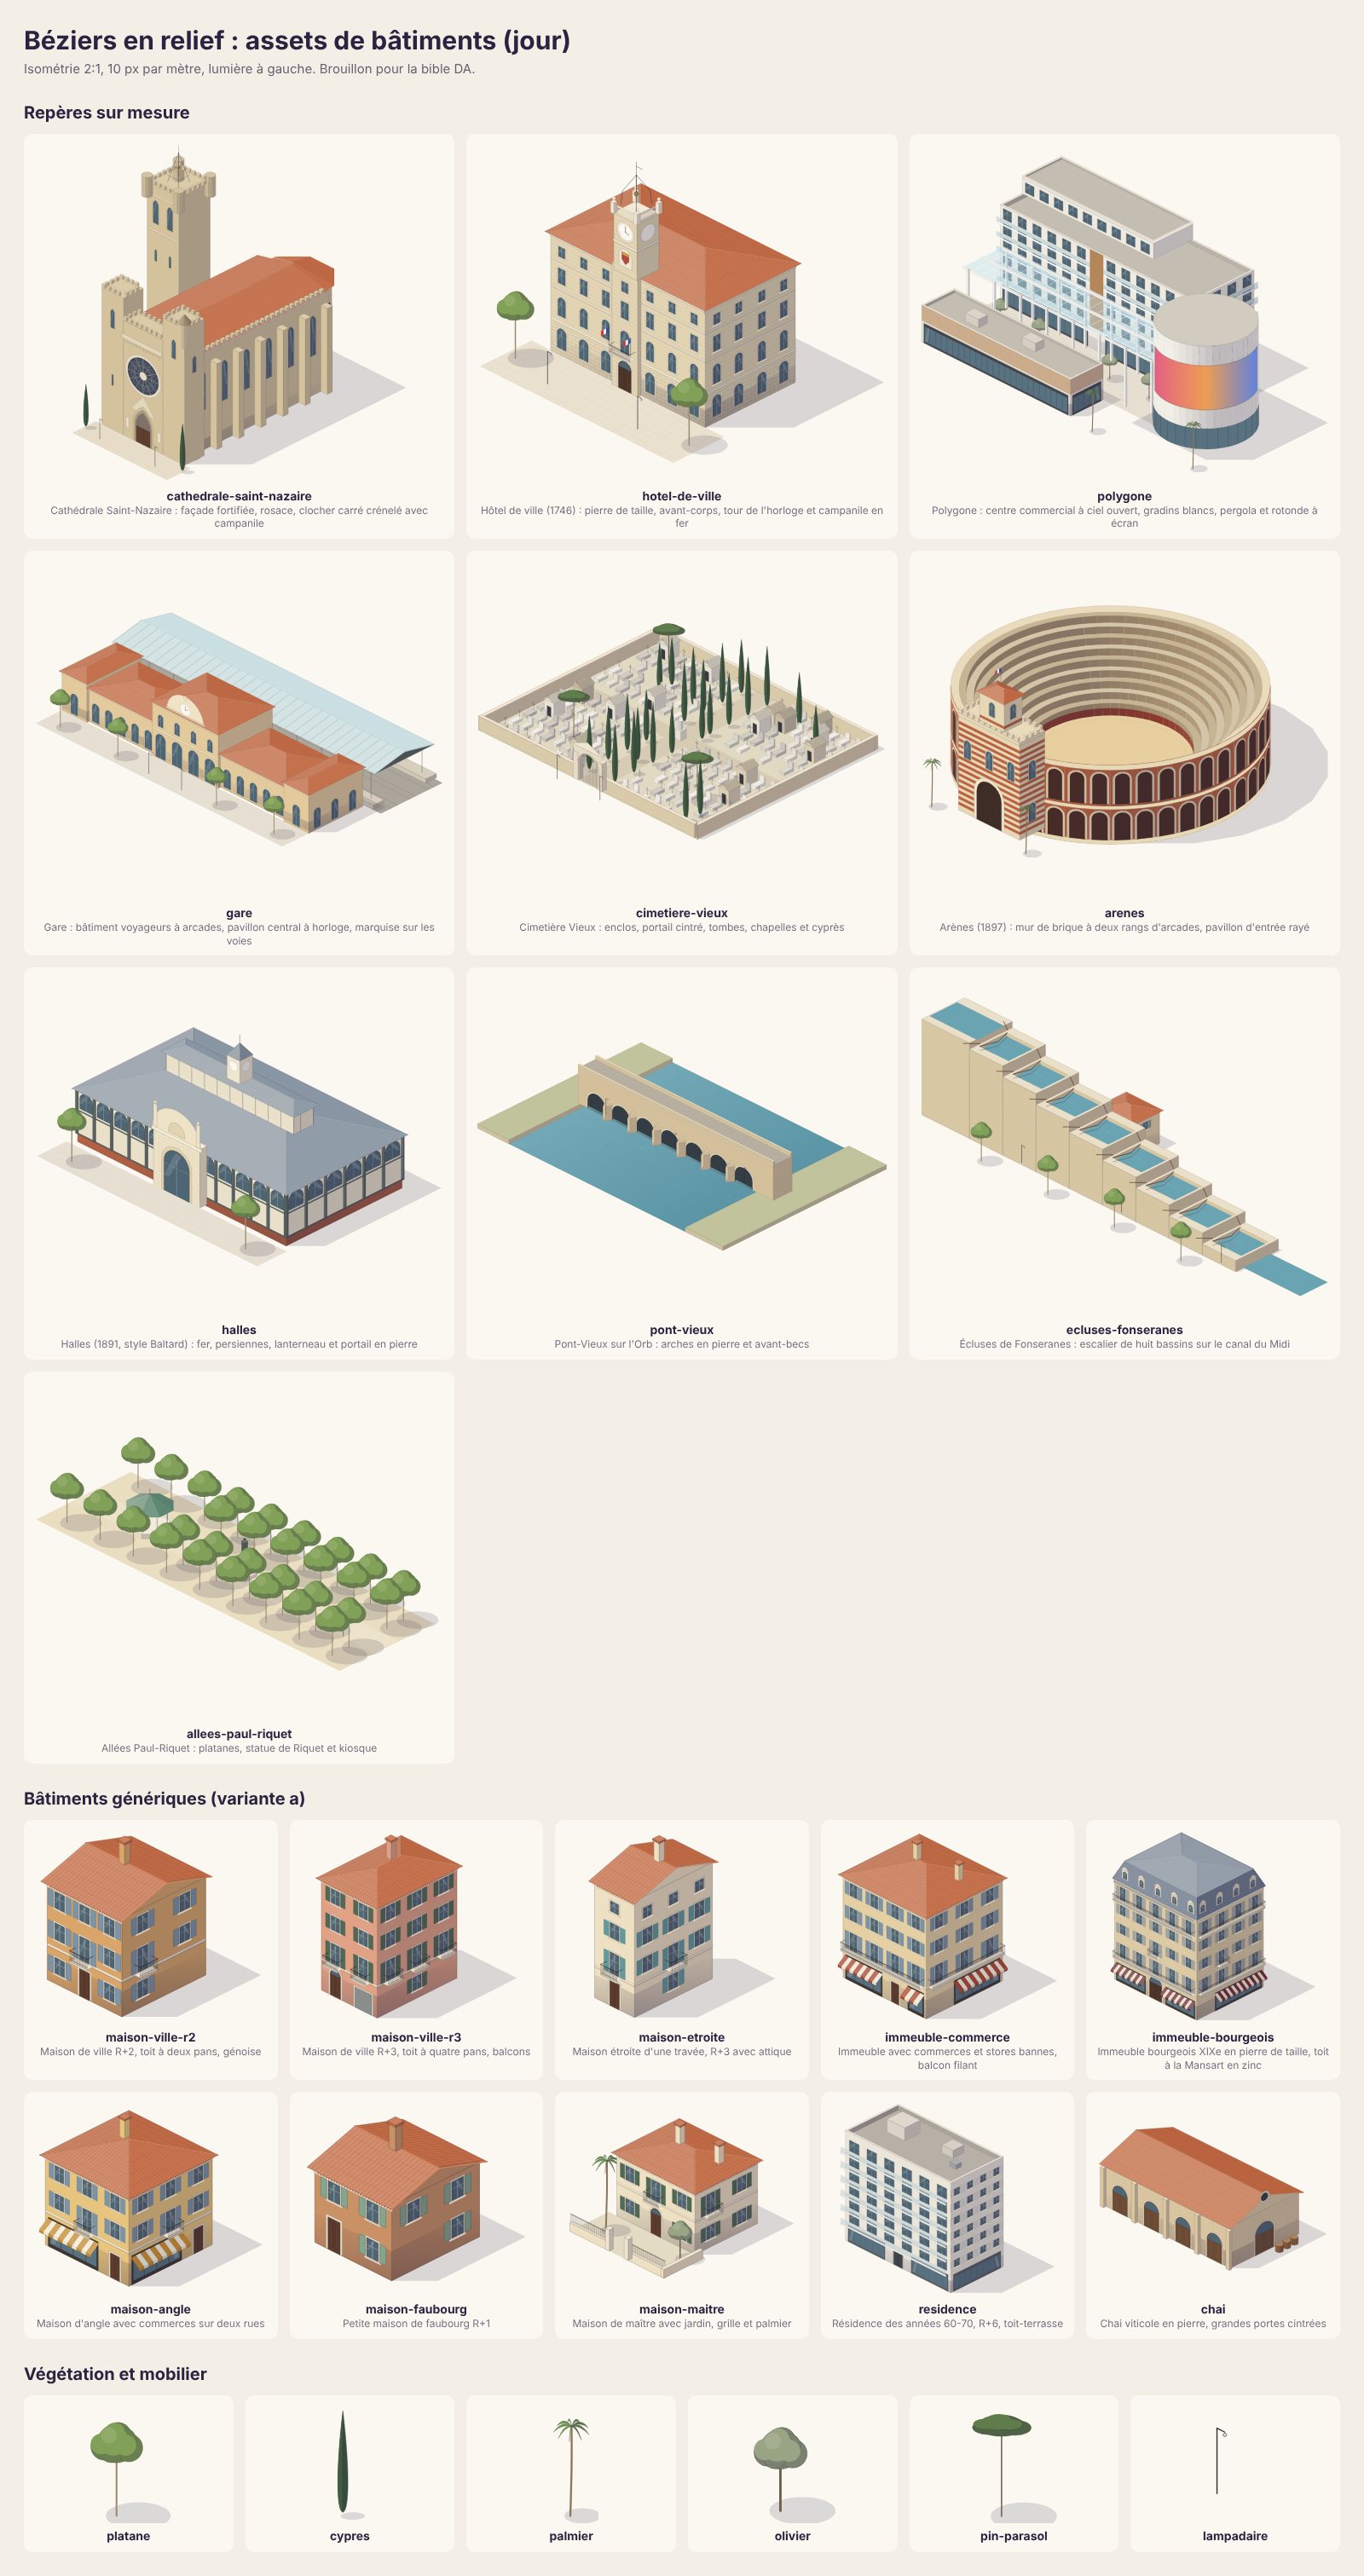 Béziers en relief : assets de bâtiments (jour)
Isométrie 2:1, 10 px par mètre, lumière à gauche. Brouillon pour la bible DA.
Repères sur mesure
cathedrale-saint-nazaire
Cathédrale Saint-Nazaire : façade fortifiée, rosace, clocher carré crénelé avec
campanile
hotel-de-ville
Hôtel de ville (1746) : pierre de taille, avant-corps, tour de l'horloge et campanile en
fer
polygone
Polygone : centre commercial à ciel ouvert, gradins blancs, pergola et rotonde à
écran
gare
Gare : bâtiment voyageurs à arcades, pavillon central à horloge, marquise sur les
voies
cimetiere-vieux
Cimetière Vieux : enclos, portail cintré, tombes, chapelles et cyprès
arenes
Arènes (1897) : mur de brique à deux rangs d'arcades, pavillon d'entrée rayé
halles
Halles (1891, style Baltard) : fer, persiennes, lanterneau et portail en pierre
pont-vieux
Pont-Vieux sur l'Orb : arches en pierre et avant-becs
ecluses-fonseranes
Écluses de Fonseranes : escalier de huit bassins sur le canal du Midi
allees-paul-riquet
Allées Paul-Riquet : platanes, statue de Riquet et kiosque
Bâtiments génériques (variante a)
maison-ville-r2
Maison de ville R+2, toit à deux pans, génoise
maison-ville-r3
Maison de ville R+3, toit à quatre pans, balcons
maison-etroite
Maison étroite d'une travée, R+3 avec attique
immeuble-commerce
Immeuble avec commerces et stores bannes,
balcon filant
immeuble-bourgeois
Immeuble bourgeois XIXe en pierre de taille, toit
à la Mansart en zinc
maison-angle
Maison d'angle avec commerces sur deux rues
maison-faubourg
Petite maison de faubourg R+1
maison-maitre
Maison de maître avec jardin, grille et palmier
residence
Résidence des années 60-70, R+6, toit-terrasse
chai
Chai viticole en pierre, grandes portes cintrées
Végétation et mobilier
platane
cypres
palmier
olivier
pin-parasol
lampadaire